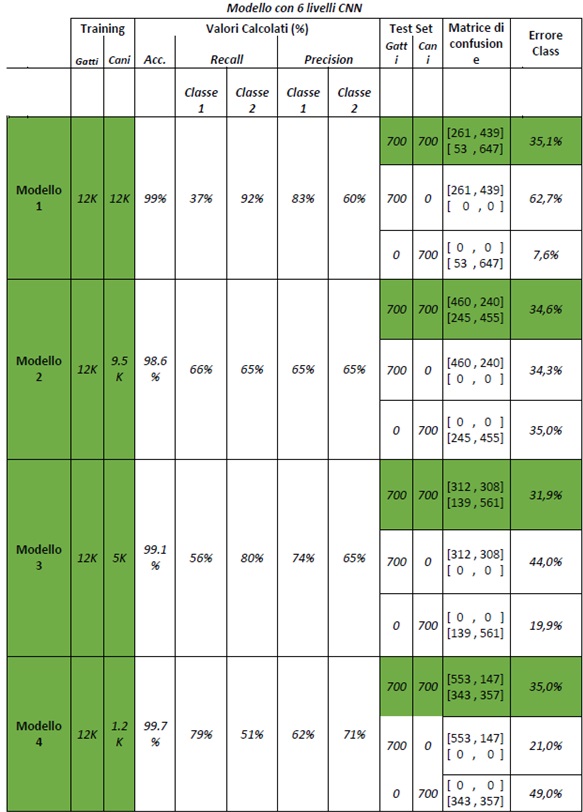 Modello con 6 livelli CNN
Training Valori Calcolati (%) Test Set Matrice di confusion e Errore Class
Gatti Cani Acc. Recall Precision Gatt i Can i
Classe 1 Classe 2 Classe 1 Classe 2
Modello 1 12K 12K 99% 37% 92% 83% 60%
700 700 [261 , 439] [ 53 , 647] 35,1%
700 0 [261 , 439] [ 0 , 0 ] 62,7%
0 700 [ 0 , 0 ] [ 53 , 647] 7,6%
Modello 2 12K 9.5 K 98.6 % 66% 65% 65% 65%
700 700 [460 , 240] [245 , 455] 34,6%
700 0 [460 , 240] [ 0 , 0 ] 34,3%
0 700 [ 0 , 0 ] [245 , 455] 35,0%
Modello 3 12K 5K 99.1 % 56% 80% 74% 65%
700 700 [312 , 308] [139 , 561] 31,9%
700 0 [312 , 308] [ 0 , 0 ] 44,0%
0 700 [ 0 , 0 ] [139 , 561] 19,9%
Modello 4 12K 1.2 K 99.7 % 79% 51% 62% 71%
700 700 [553 , 147] [343 , 357] 35,0%
700 0 [553 , 147] [ 0 , 0 ] 21,0%
0 700 [ 0 , 0 ] [343 , 357] 49,0%